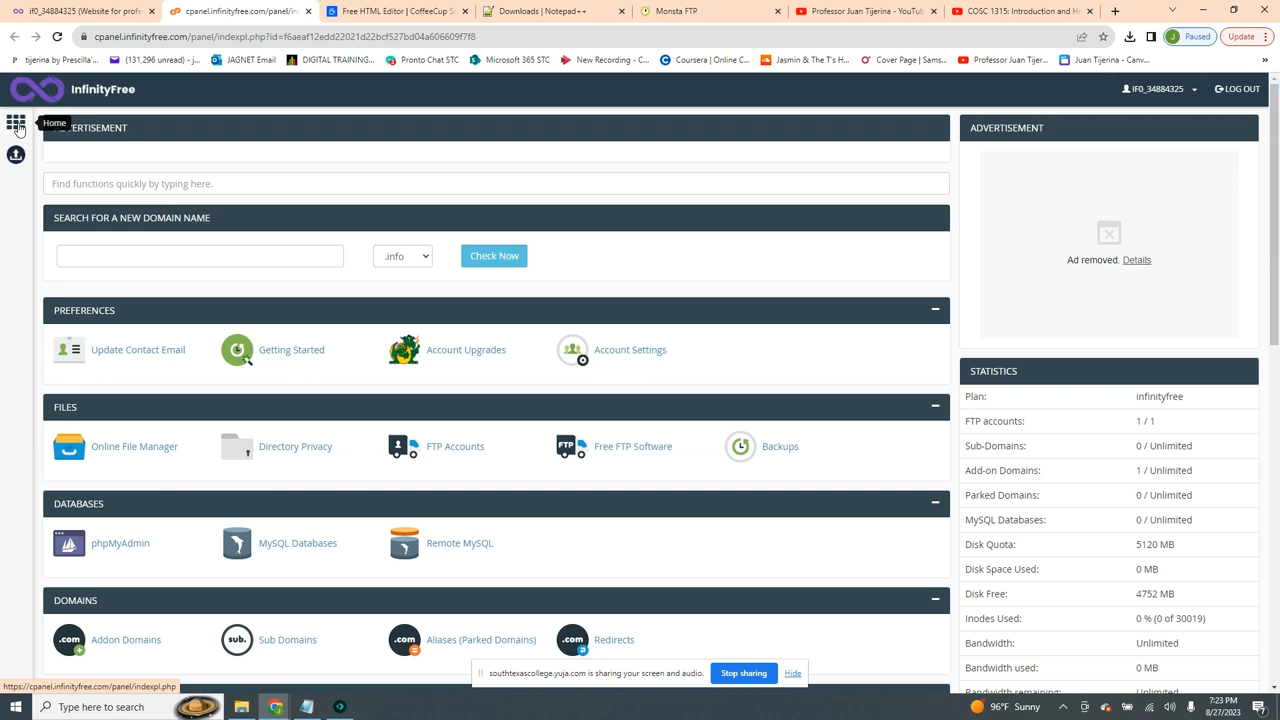 if0_34884325 (Website for profe
cpanel.infinityfree.com/panel/in
Free HTML Editor | CoffeeCup So
Downloads | Notepad++
Monsta FTP
Professor Juan Tijerina - YouTub
COSC 1315: Introduction and He
cpanel.infinityfree.com/panel/indexpl.php?id=f6aeaf12edd22021d22bcf527bd04a606609f7f8
J Paused
Update
tijerina by Prescilla'...
(131,296 unread) - j...
JAGNET Email
DIGITAL TRAINING...
Pronto Chat STC
Microsoft 365 STC
New Recording - C...
Coursera | Online C...
Jasmin & The T's H...
Cover Page | Sams...
Professor Juan Tijer...
Juan Tijerina - Canv...
InfinityFree
IF0_34884325
LOG OUT
Home
ADVERTISEMENT
Find functions quickly by typing here.
SEARCH FOR A NEW DOMAIN NAME
.info
Check Now
PREFERENCES
Update Contact Email
Getting Started
Account Upgrades
Account Settings
FILES
Online File Manager
Directory Privacy
FTP
FTP Accounts
Free FTP Software
Backups
DATABASES
phpMyAdmin
MySQL Databases
Remote MySQL
DOMAINS
.com Addon Domains
sub. Sub Domains
.com Aliases (Parked Domains)
.com Redirects
ADVERTISEMENT
Ad removed. Details
STATISTICS
Plan: infinityfree
FTP accounts: 1 / 1
Sub-Domains: 0 / Unlimited
Add-on Domains: 1 / Unlimited
Parked Domains: 0 / Unlimited
MySQL Databases: 0 / Unlimited
Disk Quota: 5120 MB
Disk Space Used: 0 MB
Disk Free: 4752 MB
Inodes Used: 0 % (0 of 30019)
Bandwidth: Unlimited
Bandwidth used: 0 MB
Bandwidth remaining: Unlimited
southtexascollege.yuja.com is sharing your screen and audio.
Stop sharing
Hide
https://cpanel.infinityfree.com/panel/indexpl.php
Type here to search
96°F Sunny
7:23 PM
8/27/2023